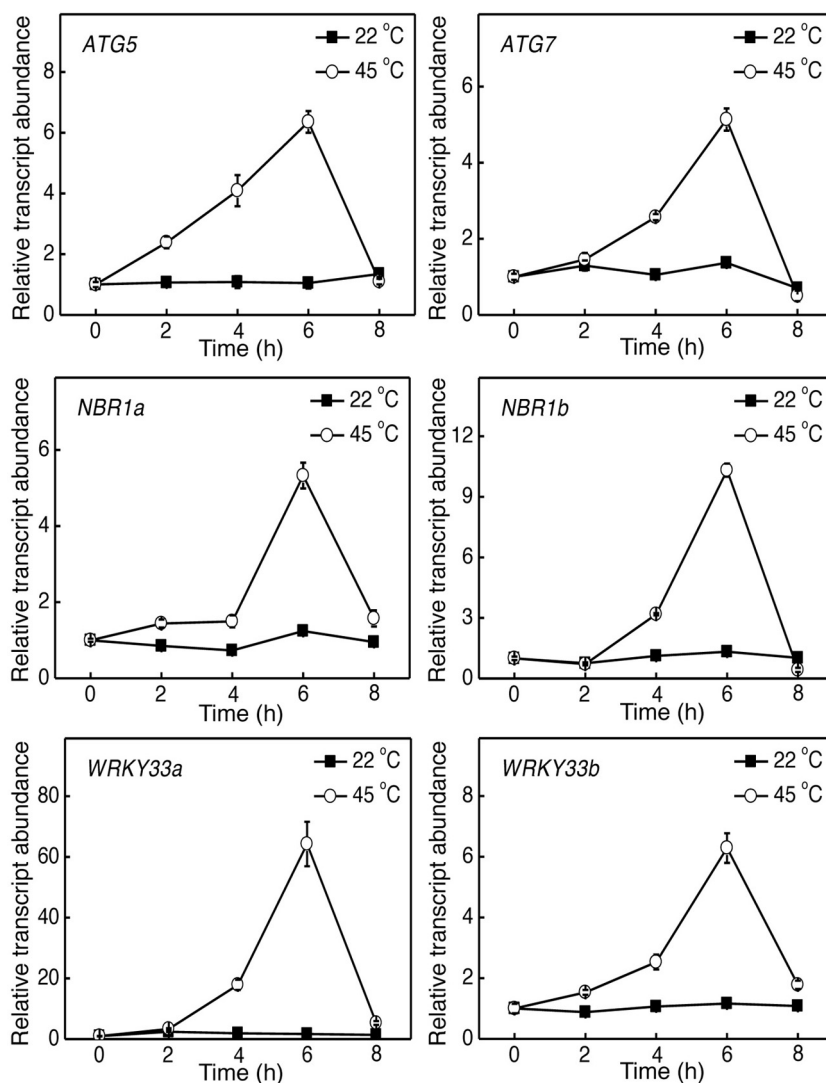 ATG5
22 °C
45 °C
Relative transcript abundance
8
6
4
2
0
0 2 4 6 8
Time (h)
ATG7
22 °C
45 °C
Relative transcript abundance
6
4
2
0
0 2 4 6 8
Time (h)
NBR1a
22 °C
45 °C
Relative transcript abundance
6
4
2
0
0 2 4 6 8
Time (h)
NBR1b
22 °C
45 °C
Relative transcript abundance
12
9
6
3
0
0 2 4 6 8
Time (h)
WRKY33a
22 °C
45 °C
Relative transcript abundance
80
60
40
20
0
0 2 4 6 8
Time (h)
WRKY33b
22 °C
45 °C
Relative transcript abundance
8
6
4
2
0
0 2 4 6 8
Time (h)